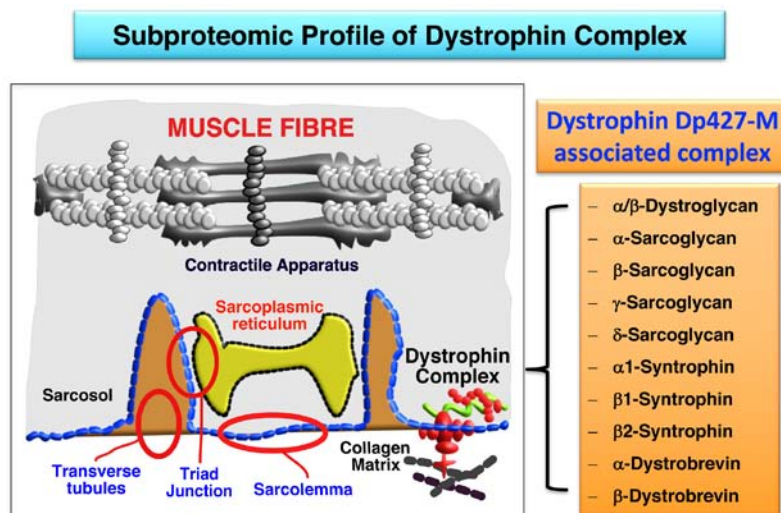 Subproteomic Profile of Dystrophin Complex
MUSCLE FIBRE
Contractile Apparatus
Sarcoplasmic
reticulum
Dystrophin
Complex
Sarcosol
Collagen
Matrix
Transverse
tubules
Triad
Junction
Sarcolemma
Dystrophin Dp427-M
associated complex
– α/β-Dystroglycan
– α-Sarcoglycan
– β-Sarcoglycan
– γ-Sarcoglycan
– δ-Sarcoglycan
– α1-Syntrophin
– β1-Syntrophin
– β2-Syntrophin
– α-Dystrobrevin
– β-Dystrobrevin